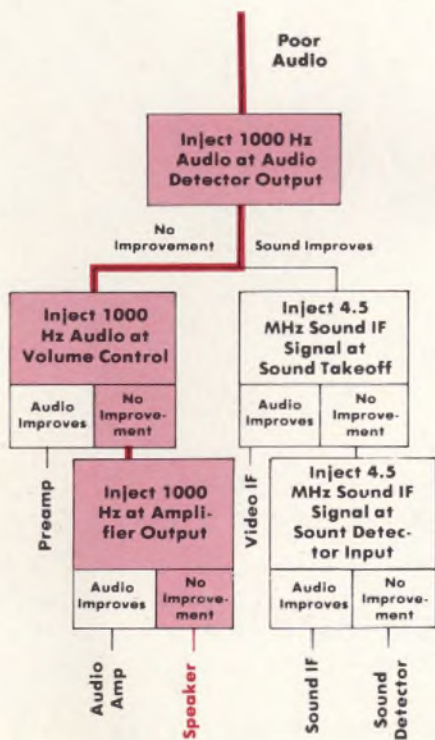 Poor
Audio
Inject 1000 Hz
Audio at Audio
Detector Output
No
Improvement
Sound Improves
Inject 1000
Hz Audio at
Volume Control
Audio
Improves
No
Improve-
ment
Inject 4.5
MHz Sound IF
Signal at
Sound Takeoff
Audio
Improves
No
Improve-
ment
Preamp
Inject 1000
Hz at Ampli-
fier Output
Audio
Improves
No
Improve-
ment
Video IF
Inject 4.5
MHz Sound IF
Signal at
Sount Detec-
tor Input
Audio
Improves
No
Improve-
ment
Audio
Amp
Speaker
Sound IF
Sound
Detector